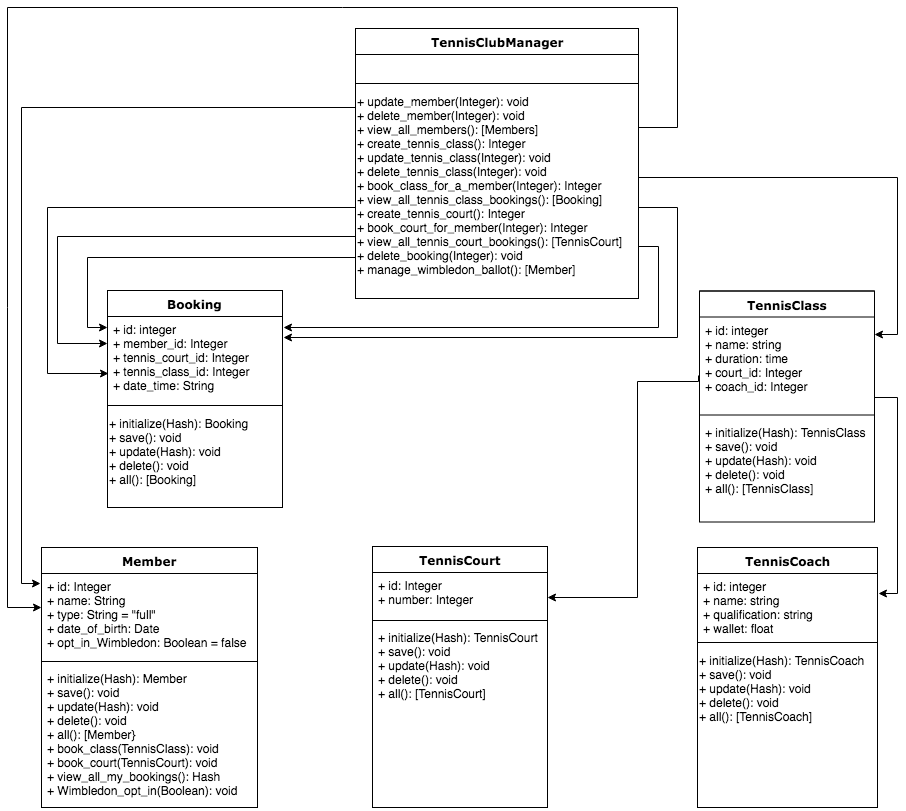 TennisClubManager
+ update_member(Integer): void
+ delete_member(Integer): void
+ view_all_members(): [Members]
+ create_tennis_class(): Integer
+ update_tennis_class(Integer): void
+ delete_tennis_class(Integer): void
+ book_class_for_a_member(Integer): Integer
+ view_all_tennis_class_bookings(): [Booking]
+ create_tennis_court(): Integer
+ book_court_for_member(Integer): Integer
+ view_all_tennis_court_bookings(): [TennisCourt]
+ delete_booking(Integer): void
+ manage_wimbledon_ballot(): [Member]
Booking
+ id: integer
+ member_id: Integer
+ tennis_court_id: Integer
+ tennis_class_id: Integer
+ date_time: String
+ initialize(Hash): Booking
+ save(): void
+ update(Hash): void
+ delete(): void
+ all(): [Booking]
TennisClass
+ id: integer
+ name: string
+ duration: time
+ court_id: Integer
+ coach_id: Integer
+ initialize(Hash): TennisClass
+ save(): void
+ update(Hash): void
+ delete(): void
+ all(): [TennisClass]
Member
+ id: Integer
+ name: String
+ type: String = "full"
+ date_of_birth: Date
+ opt_in_Wimbledon: Boolean = false
+ initialize(Hash): Member
+ save(): void
+ update(Hash): void
+ delete(): void
+ all(): [Member}
+ book_class(TennisClass): void
+ book_court(TennisCourt): void
+ view_all_my_bookings(): Hash
+ Wimbledon_opt_in(Boolean): void
TennisCourt
+ id: Integer
+ number: Integer
+ initialize(Hash): TennisCourt
+ save(): void
+ update(Hash): void
+ delete(): void
+ all(): [TennisCourt]
TennisCoach
+ id: integer
+ name: string
+ qualification: string
+ wallet: float
+ initialize(Hash): TennisCoach
+ save(): void
+ update(Hash): void
+ delete(): void
+ all(): [TennisCoach]